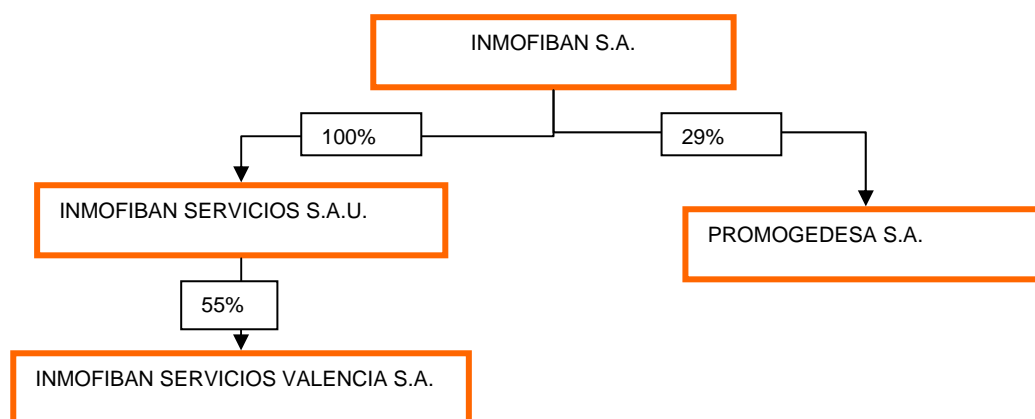 INMOFIBAN S.A.
100%
29%
INMOFIBAN SERVICIOS S.A.U.
PROMOGEDESA S.A.
55%
INMOFIBAN SERVICIOS VALENCIA S.A.